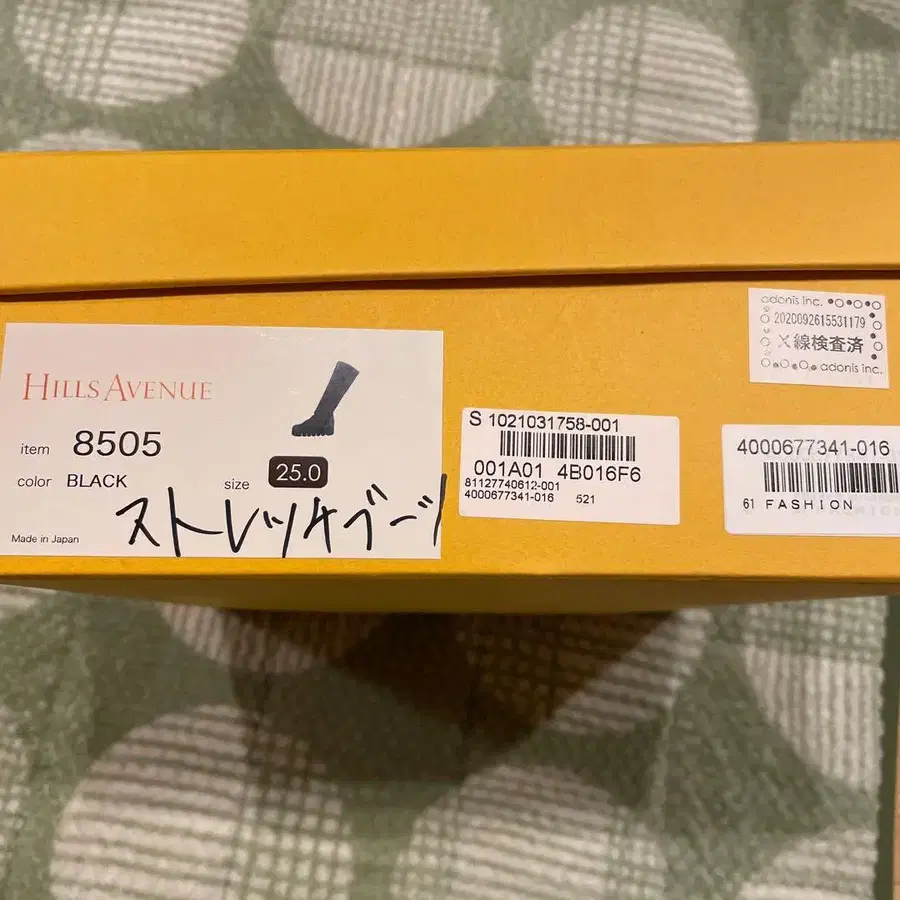 HILLS AVENUE
item 8505
color BLACK
size 25.0
ストレッチブーツ
Made in Japan
S 1021031758-001
001A01 4B016F6
81127740612-001
4000677341-016 521
adonis inc.
2020092615531179
X線検査済
adonis inc.
4000677341-016
61 FASHION